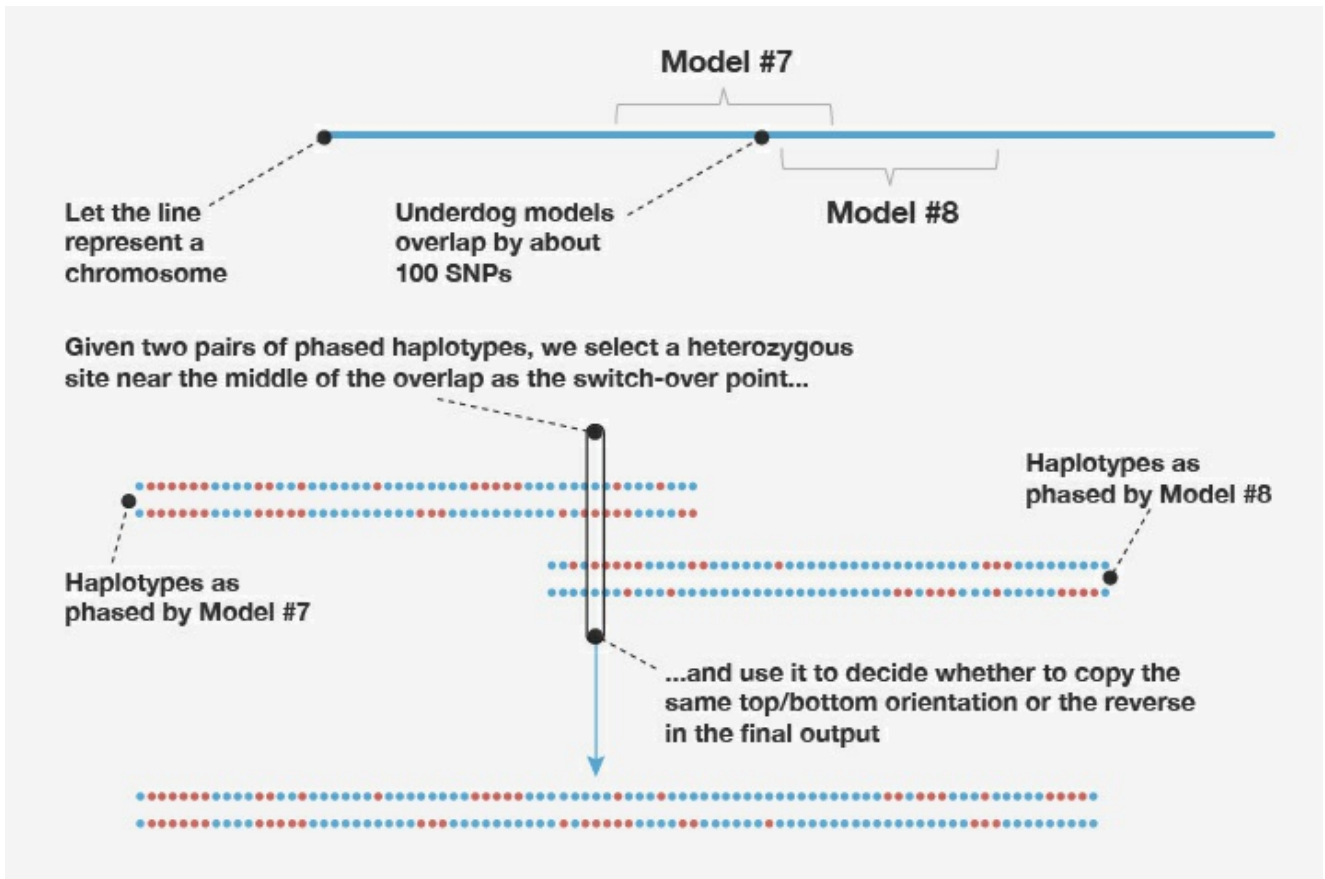 Model #7
Let the line
represent a
chromosome
Underdog models
overlap by about
100 SNPs
Model #8
Given two pairs of phased haplotypes, we select a heterozygous
site near the middle of the overlap as the switch-over point...
Haplotypes as
phased by Model #8
Haplotypes as
phased by Model #7
...and use it to decide whether to copy the
same top/bottom orientation or the reverse
in the final output